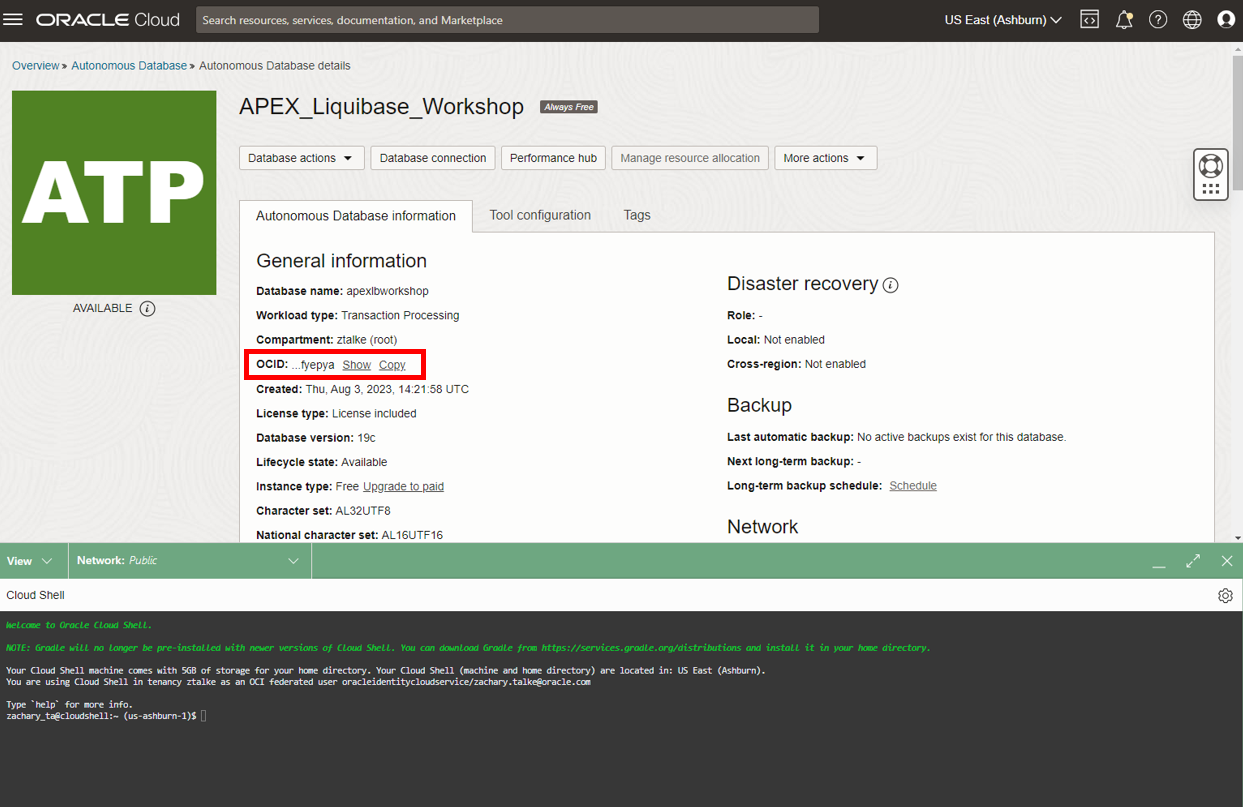 ORACLE Cloud
Search resources, services, documentation, and Marketplace
US East (Ashburn)
Overview » Autonomous Database » Autonomous Database details
ATP
AVAILABLE
APEX_Liquibase_Workshop
Always Free
Database actions
Database connection
Performance hub
Manage resource allocation
More actions
Autonomous Database information
Tool configuration
Tags
General information
Database name: apexlbworkshop
Workload type: Transaction Processing
Compartment: ztalke (root)
OCID: ...fyepya Show Copy
Created: Thu, Aug 3, 2023, 14:21:58 UTC
License type: License included
Database version: 19c
Lifecycle state: Available
Instance type: Free Upgrade to paid
Character set: AL32UTF8
National character set: AL16UTF16
Disaster recovery
Role: -
Local: Not enabled
Cross-region: Not enabled
Backup
Last automatic backup: No active backups exist for this database.
Next long-term backup: -
Long-term backup schedule: Schedule
Network
View
Network: Public
Cloud Shell
Welcome to Oracle Cloud Shell.
NOTE: Gradle will no longer be pre-installed with newer versions of Cloud Shell. You can download Gradle from https://services.gradle.org/distributions and install it in your home directory.
Your Cloud Shell machine comes with 5GB of storage for your home directory. Your Cloud Shell (machine and home directory) are located in: US East (Ashburn).
You are using Cloud Shell in tenancy ztalke as an OCI federated user oracleidentitycloudservice/zachary.talke@oracle.com
Type `help` for more info.
zachary_ta@cloudshell:~ (us-ashburn-1)$